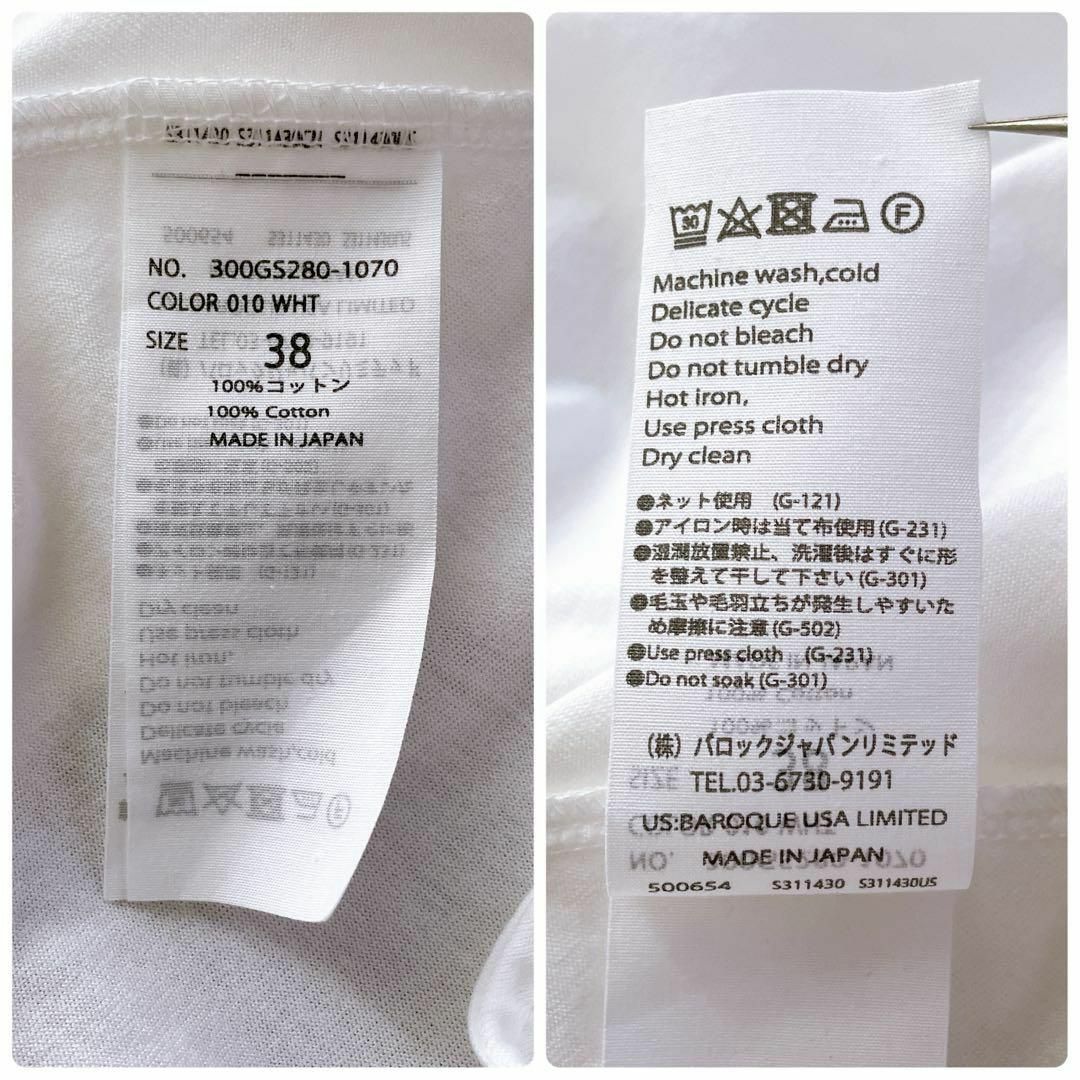 NO. 300GS280-1070
COLOR 010 WHT
SIZE 38
100%コットン
100% Cotton
MADE IN JAPAN
30
F
Machine wash,cold
Delicate cycle
Do not bleach
Do not tumble dry
Hot iron,
Use press cloth
Dry clean
●ネット使用 (G-121)
●アイロン時は当て布使用(G-231)
●湿潤放置禁止、洗濯後はすぐに形
を整えて干して下さい(G-301)
●毛玉や毛羽立ちが発生しやすいた
め摩擦に注意(G-502)
●Use press cloth (G-231)
●Do not soak (G-301)
(株) バロックジャパンリミテッド
TEL.03-6730-9191
US:BAROQUE USA LIMITED
MADE IN JAPAN
500654 S311430 S311430US